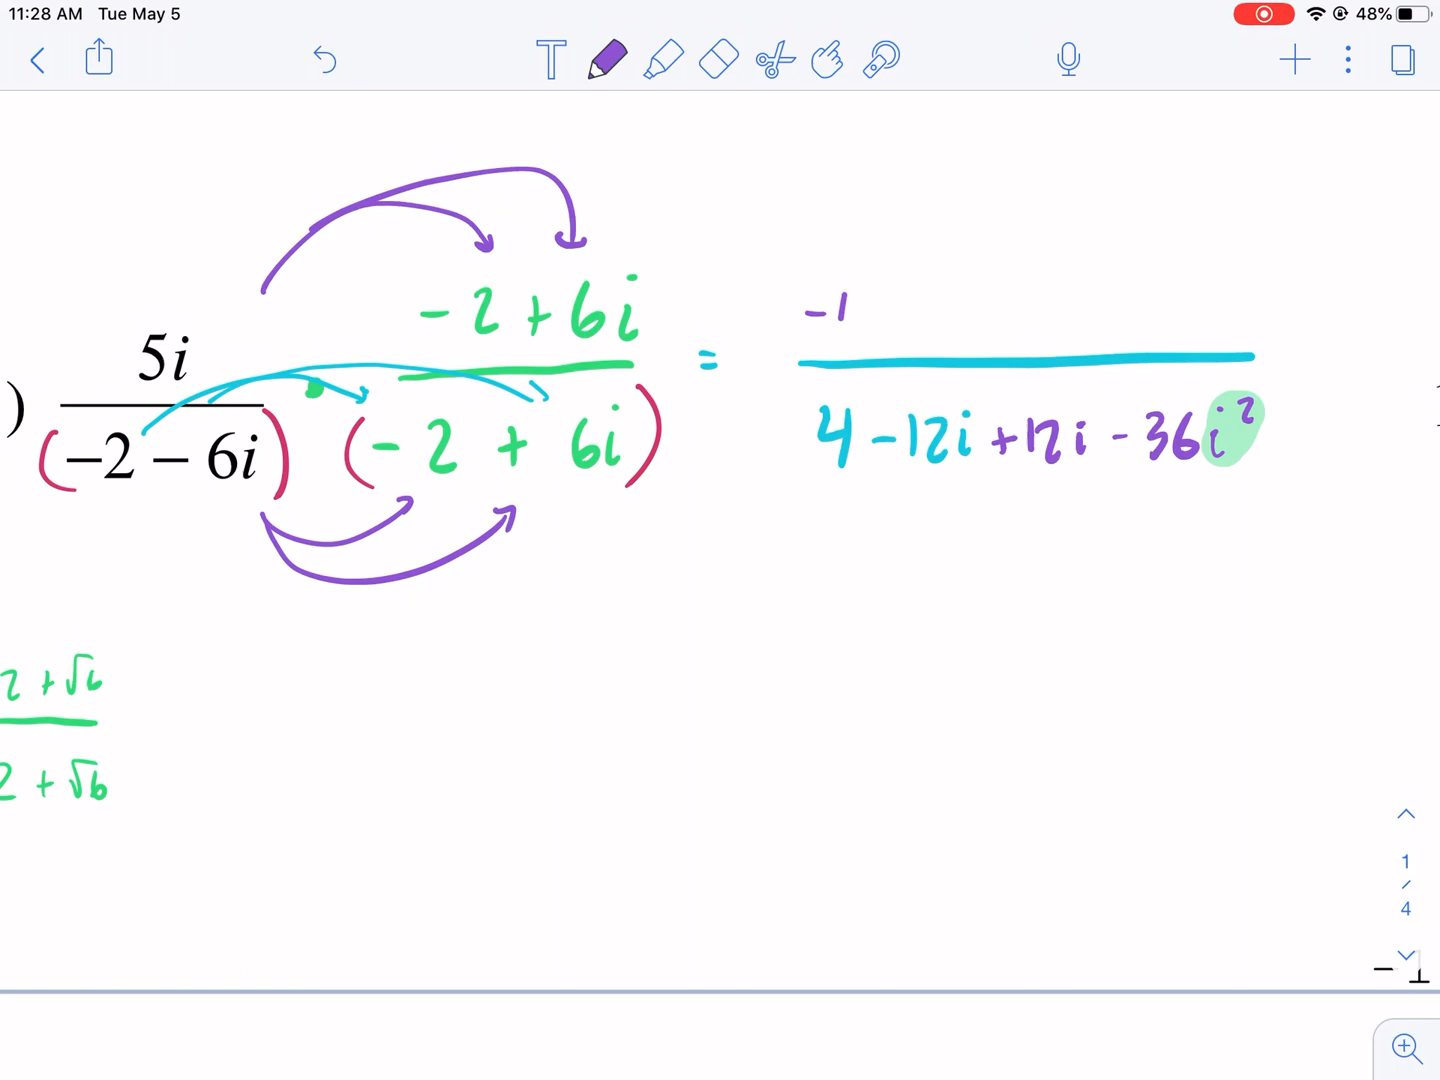 11:28 AM Tue May 5
48%
T
-2 + 6i
-1
5i
=
)
(−2 − 6i) (-2 + 6i)
4 -12i +12i - 36i²
2 + √6
2 + √6
1
/
4
− 1